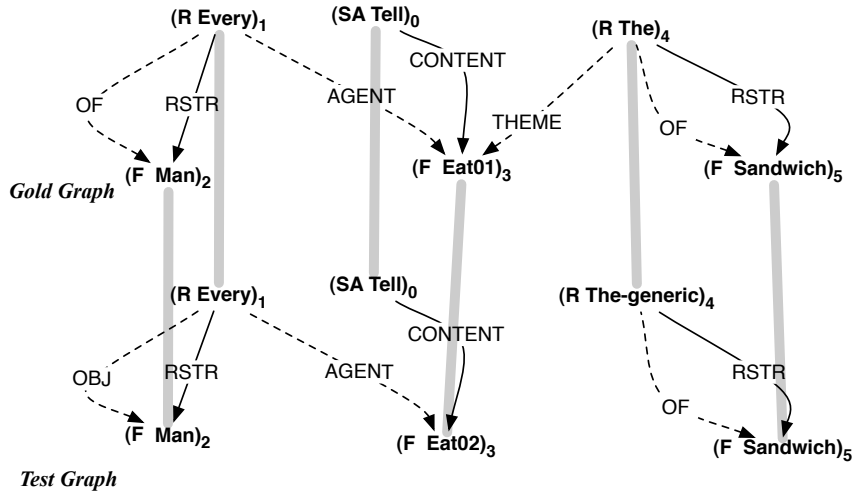 (R Every)1
(SA Tell)0
(R The)4
CONTENT
OF
RSTR
AGENT
THEME
OF
RSTR
(F Man)2
(F Eat01)3
(F Sandwich)5
Gold Graph
(R Every)1
(SA Tell)0
(R The-generic)4
CONTENT
OBJ
RSTR
AGENT
OF
RSTR
(F Man)2
(F Eat02)3
(F Sandwich)5
Test Graph